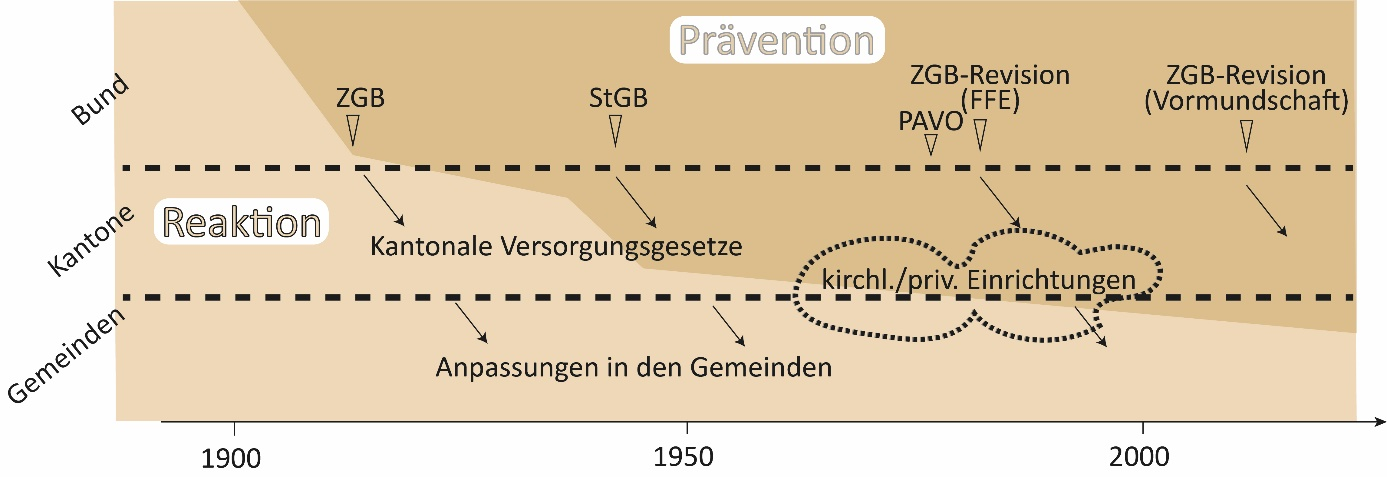 Prävention
Bund
ZGB
StGB
PAVO
ZGB-Revision
(FFE)
ZGB-Revision
(Vormundschaft)
Kantone
Reaktion
Kantonale Versorgungsgesetze
kirchl./priv. Einrichtungen
Gemeinden
Anpassungen in den Gemeinden
1900
1950
2000